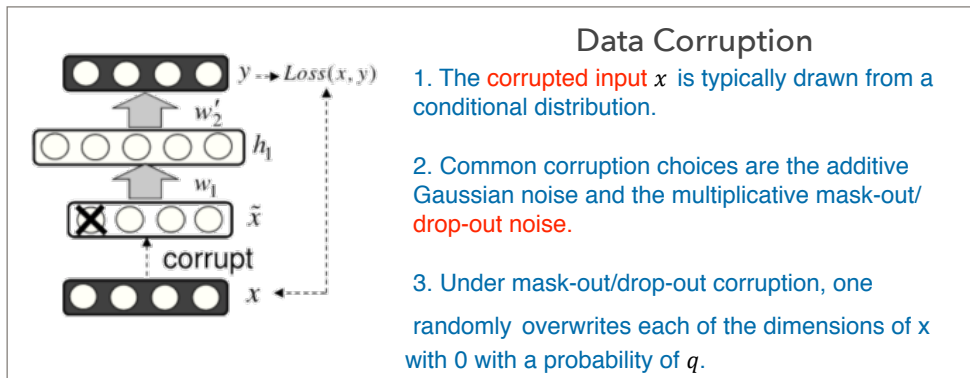 Data Corruption
y Loss(x, y)
w′₂
h₁
w₁
x̃
corrupt
x
1. The corrupted input x is typically drawn from a
conditional distribution.
2. Common corruption choices are the additive
Gaussian noise and the multiplicative mask-out/
drop-out noise.
3. Under mask-out/drop-out corruption, one
randomly overwrites each of the dimensions of x
with 0 with a probability of q.